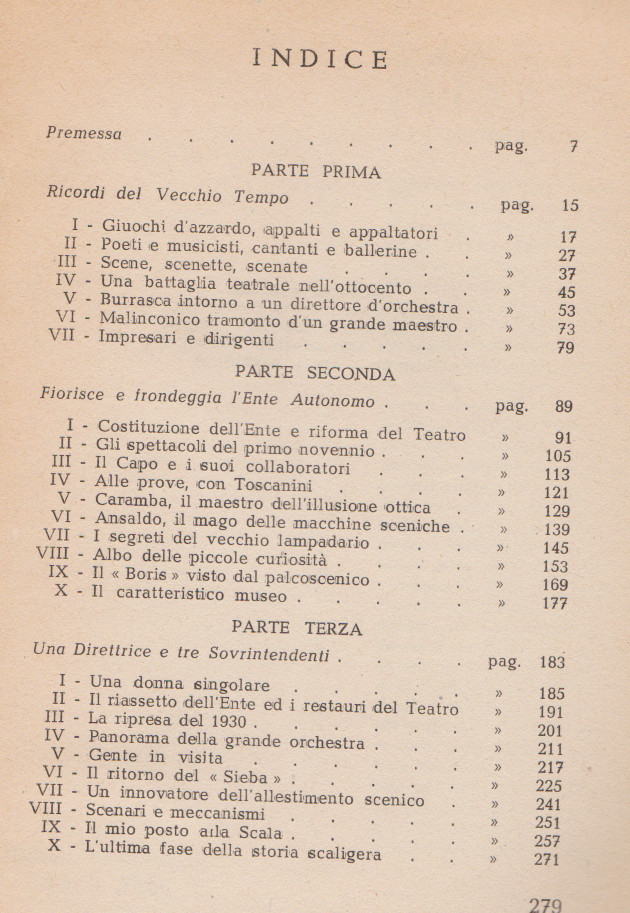 INDICE
Premessa . . . . . . . . . pag. 7
PARTE PRIMA
Ricordi del Vecchio Tempo . . . . . pag. 15
I - Giuochi d'azzardo, appalti e appaltatori . » 17
II - Poeti e musicisti, cantanti e ballerine . . » 27
III - Scene, scenette, scenate . . . . » 37
IV - Una battaglia teatrale nell'ottocento . . » 45
V - Burrasca intorno a un direttore d'orchestra . » 53
VI - Malinconico tramonto d'un grande maestro . » 73
VII - Impresari e dirigenti . . . . . » 79
PARTE SECONDA
Fiorisce e frondeggia l'Ente Autonomo . . . pag. 89
I - Costituzione dell'Ente e riforma del Teatro » 91
II - Gli spettacoli del primo novennio . . . » 105
III - Il Capo e i suoi collaboratori . . . » 113
IV - Alle prove, con Toscanini . . . . » 121
V - Caramba, il maestro dell'illusione ottica . » 129
VI - Ansaldo, il mago delle macchine sceniche . » 139
VII - I segreti del vecchio lampadario . . . » 145
VIII - Albo delle piccole curiosità . . . . » 153
IX - Il « Boris » visto dal palcoscenico . . . » 169
X - Il caratteristico museo . . . . . » 177
PARTE TERZA
Una Direttrice e tre Sovrintendenti . . . . pag. 183
I - Una donna singolare . . . . . » 185
II - Il riassetto dell'Ente ed i restauri del Teatro » 191
III - La ripresa del 1930 . . . . . . » 201
IV - Panorama della grande orchestra . . . » 211
V - Gente in visita . . . . . . » 217
VI - Il ritorno del « Sieba » . . . . . » 225
VII - Un innovatore dell'allestimento scenico . » 241
VIII - Scenari e meccanismi . . . . . » 251
IX - Il mio posto alla Scala . . . . . » 257
X - L'ultima fase della storia scaligera . . » 271
279